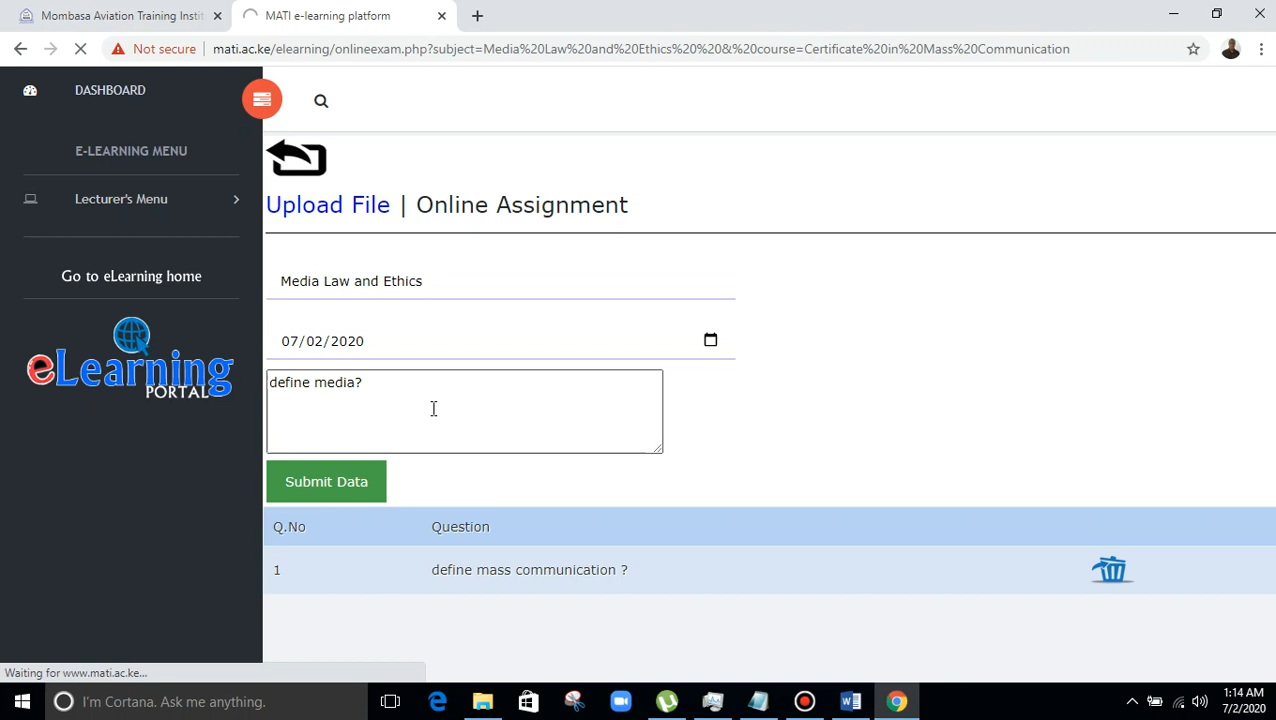 Mombasa Aviation Training Instit
MATI e-learning platform
Not secure
mati.ac.ke/elearning/onlineexam.php?subject=Media%20Law%20and%20Ethics%20%20&%20course=Certificate%20in%20Mass%20Communication
DASHBOARD
E-LEARNING MENU
Lecturer's Menu
Go to eLearning home
eLearning
PORTAL
Upload File | Online Assignment
Media Law and Ethics
07/02/2020
define media?
Submit Data
Q.No Question
1 define mass communication ?
Waiting for www.mati.ac.ke...
I'm Cortana. Ask me anything.
1:14 AM
7/2/2020